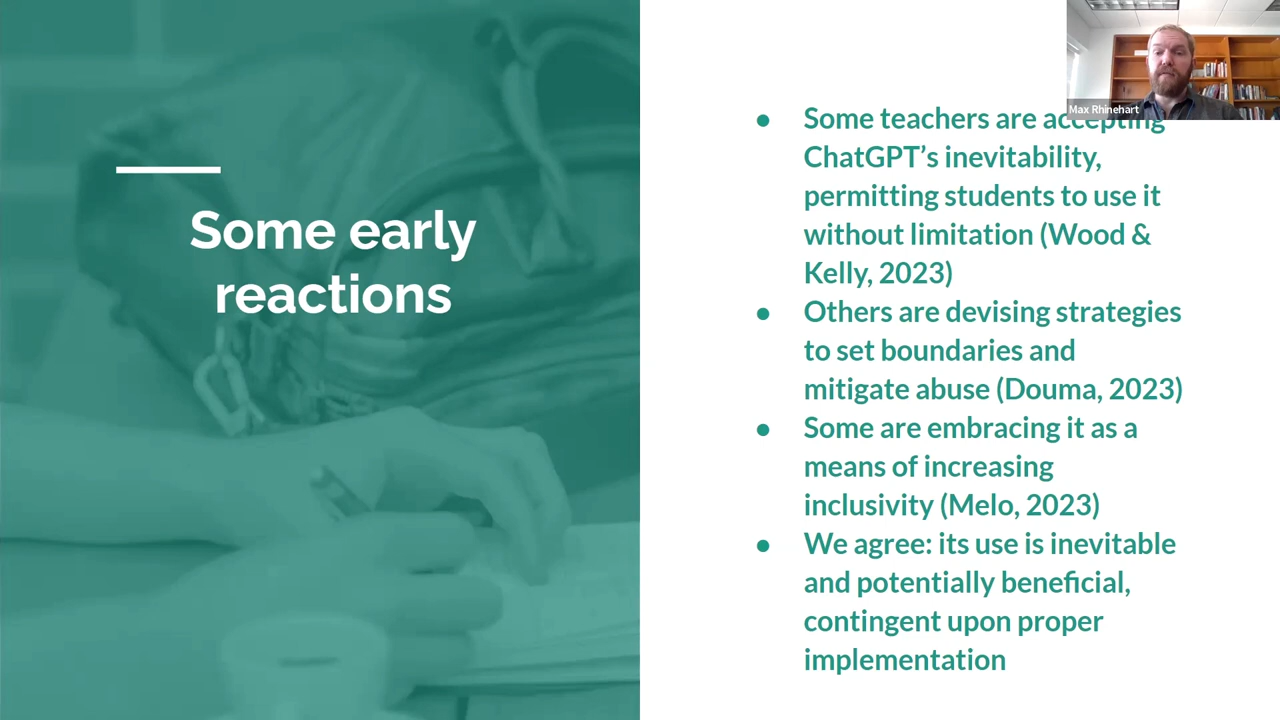 Some early
reactions
Max Rhinehart
● Some teachers are accepting
ChatGPT’s inevitability,
permitting students to use it
without limitation (Wood &
Kelly, 2023)
● Others are devising strategies
to set boundaries and
mitigate abuse (Douma, 2023)
● Some are embracing it as a
means of increasing
inclusivity (Melo, 2023)
● We agree: its use is inevitable
and potentially beneficial,
contingent upon proper
implementation